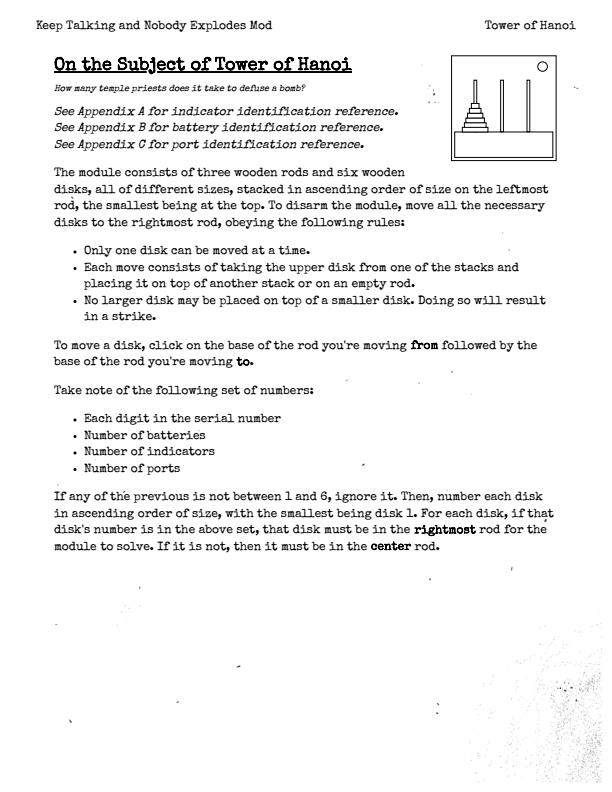 Keep Talking and Nobody Explodes Mod
Tower of Hanoi
On the Subject of Tower of Hanoi
How many temple priests does it take to defuse a bomb?
See Appendix A for indicator identification reference.
See Appendix B for battery identification reference.
See Appendix C for port identification reference.
The module consists of three wooden rods and six wooden
disks, all of different sizes, stacked in ascending order of size on the leftmost
rod, the smallest being at the top. To disarm the module, move all the necessary
disks to the rightmost rod, obeying the following rules:
• Only one disk can be moved at a time.
• Each move consists of taking the upper disk from one of the stacks and
placing it on top of another stack or on an empty rod.
• No larger disk may be placed on top of a smaller disk. Doing so will result
in a strike.
To move a disk, click on the base of the rod you're moving from followed by the
base of the rod you're moving to.
Take note of the following set of numbers:
• Each digit in the serial number
• Number of batteries
• Number of indicators
• Number of ports
If any of the previous is not between 1 and 6, ignore it. Then, number each disk
in ascending order of size, with the smallest being disk 1. For each disk, if that
disk's number is in the above set, that disk must be in the rightmost rod for the
module to solve. If it is not, then it must be in the center rod.